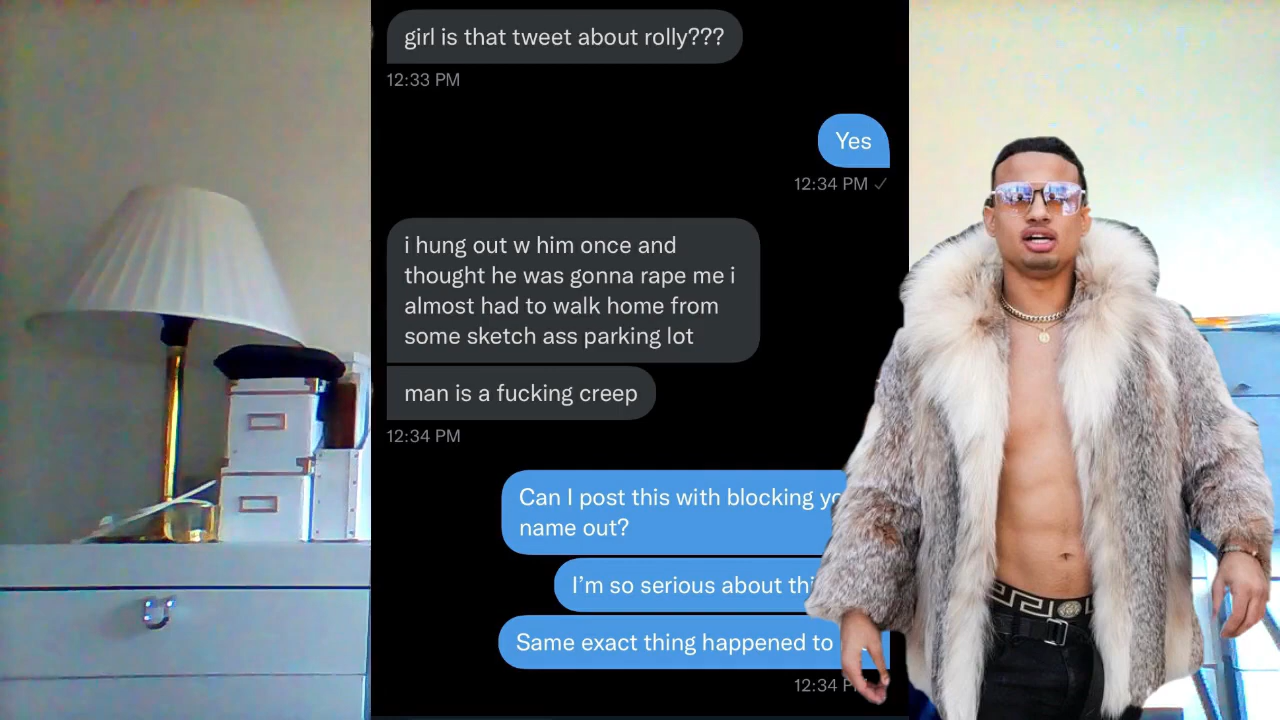 girl is that tweet about rolly???
12:33 PM
Yes
12:34 PM
i hung out w him once and
thought he was gonna rape me i
almost had to walk home from
some sketch ass parking lot
man is a fucking creep
12:34 PM
Can I post this with blocking
name out?
I'm so serious about
Same exact thing happened to
12:34